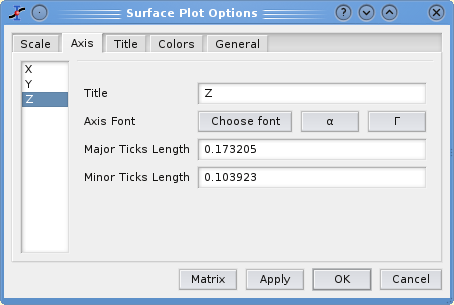 Surface Plot Options
Scale Axis Title Colors General
X
Y
Z
Title Z
Axis Font Choose font α Γ
Major Ticks Length 0.173205
Minor Ticks Length 0.103923
Matrix Apply OK Cancel